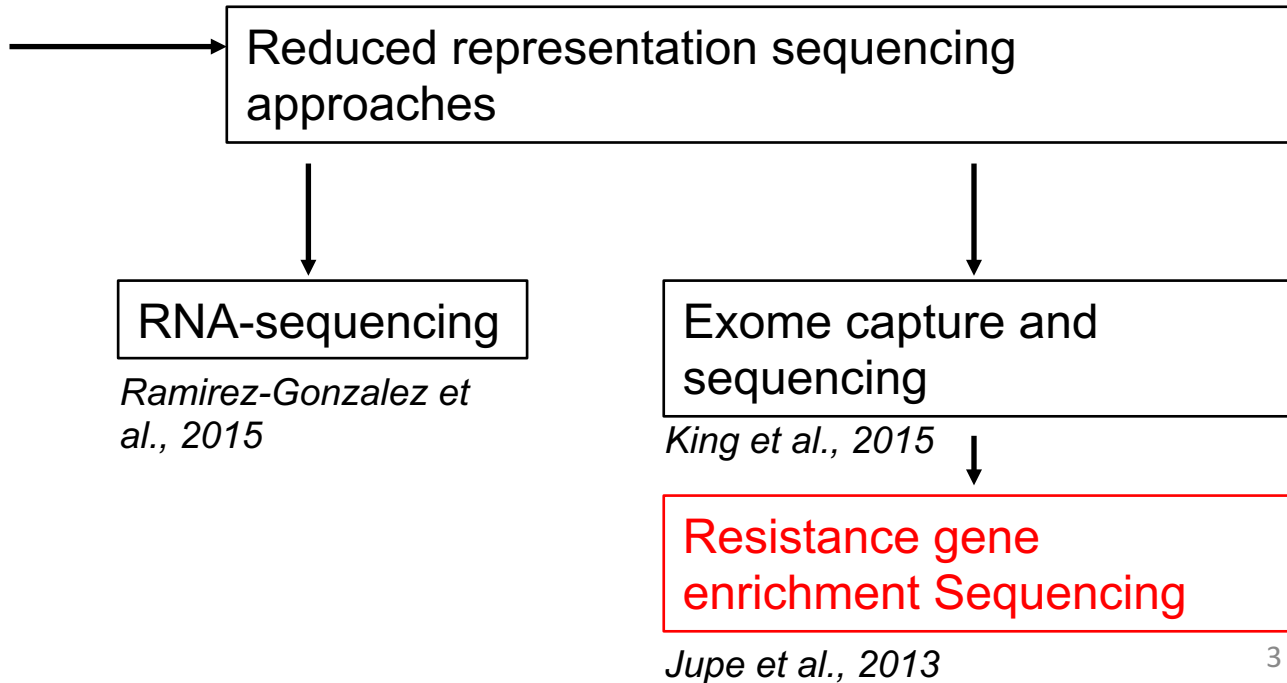 Reduced representation sequencing
approaches
RNA-sequencing
Ramirez-Gonzalez et
al., 2015
Exome capture and
sequencing
King et al., 2015
Resistance gene
enrichment Sequencing
Jupe et al., 2013
3